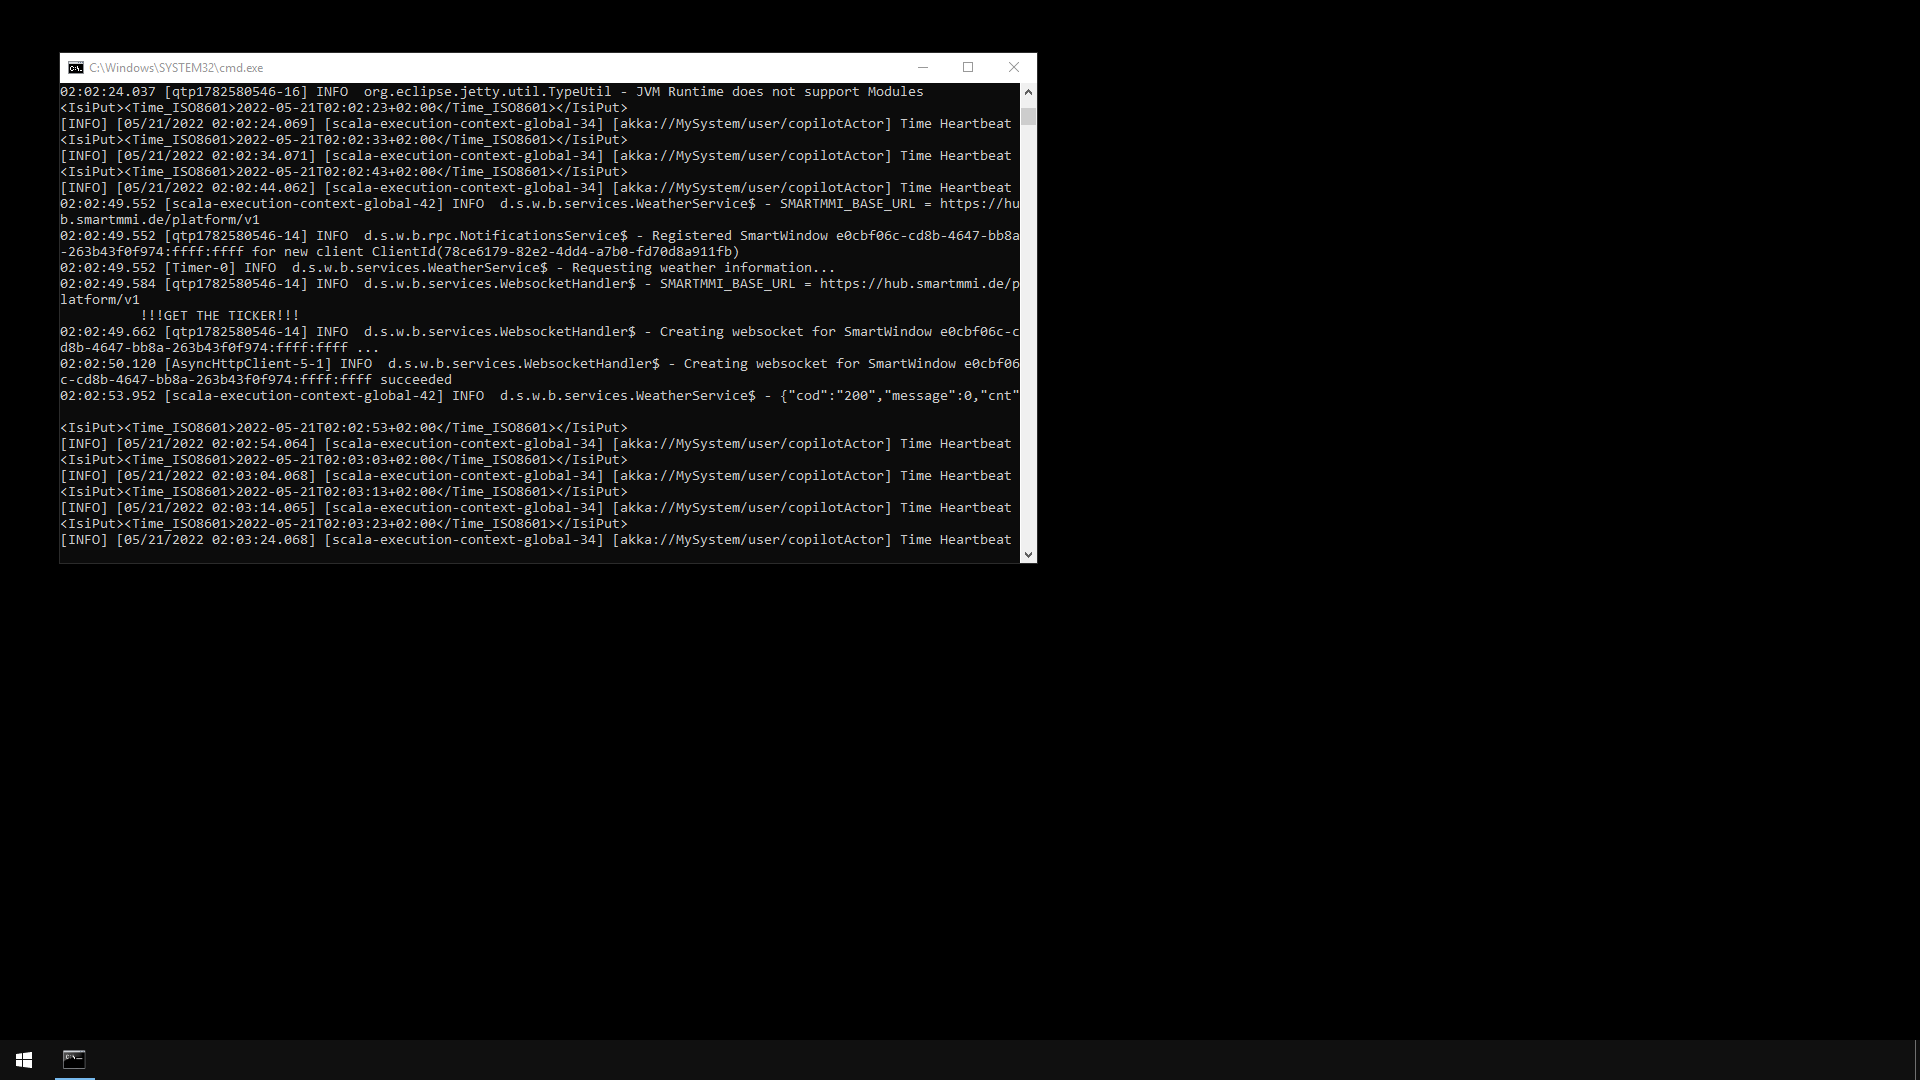 C:\Windows\SYSTEM32\cmd.exe
02:02:24.037 [qtp1782580546-16] INFO  org.eclipse.jetty.util.TypeUtil - JVM Runtime does not support Modules
<IsiPut><Time_ISO8601>2022-05-21T02:02:23+02:00</Time_ISO8601></IsiPut>
[INFO] [05/21/2022 02:02:24.069] [scala-execution-context-global-34] [akka://MySystem/user/copilotActor] Time Heartbeat
<IsiPut><Time_ISO8601>2022-05-21T02:02:33+02:00</Time_ISO8601></IsiPut>
[INFO] [05/21/2022 02:02:34.071] [scala-execution-context-global-34] [akka://MySystem/user/copilotActor] Time Heartbeat
<IsiPut><Time_ISO8601>2022-05-21T02:02:43+02:00</Time_ISO8601></IsiPut>
[INFO] [05/21/2022 02:02:44.062] [scala-execution-context-global-34] [akka://MySystem/user/copilotActor] Time Heartbeat
02:02:49.552 [scala-execution-context-global-42] INFO  d.s.w.b.services.WeatherService$ - SMARTMMI_BASE_URL = https://hu
b.smartmmi.de/platform/v1
02:02:49.552 [qtp1782580546-14] INFO  d.s.w.b.rpc.NotificationsService$ - Registered SmartWindow e0cbf06c-cd8b-4647-bb8a
-263b43f0f974:ffff:ffff for new client ClientId(78ce6179-82e2-4dd4-a7b0-fd70d8a911fb)
02:02:49.552 [Timer-0] INFO  d.s.w.b.services.WeatherService$ - Requesting weather information...
02:02:49.584 [qtp1782580546-14] INFO  d.s.w.b.services.WebsocketHandler$ - SMARTMMI_BASE_URL = https://hub.smartmmi.de/p
latform/v1
!!!GET THE TICKER!!!
02:02:49.662 [qtp1782580546-14] INFO  d.s.w.b.services.WebsocketHandler$ - Creating websocket for SmartWindow e0cbf06c-c
d8b-4647-bb8a-263b43f0f974:ffff:ffff ...
02:02:50.120 [AsyncHttpClient-5-1] INFO  d.s.w.b.services.WebsocketHandler$ - Creating websocket for SmartWindow e0cbf06
c-cd8b-4647-bb8a-263b43f0f974:ffff:ffff succeeded
02:02:53.952 [scala-execution-context-global-42] INFO  d.s.w.b.services.WeatherService$ - {"cod":"200","message":0,"cnt"
<IsiPut><Time_ISO8601>2022-05-21T02:02:53+02:00</Time_ISO8601></IsiPut>
[INFO] [05/21/2022 02:02:54.064] [scala-execution-context-global-34] [akka://MySystem/user/copilotActor] Time Heartbeat
<IsiPut><Time_ISO8601>2022-05-21T02:03:03+02:00</Time_ISO8601></IsiPut>
[INFO] [05/21/2022 02:03:04.068] [scala-execution-context-global-34] [akka://MySystem/user/copilotActor] Time Heartbeat
<IsiPut><Time_ISO8601>2022-05-21T02:03:13+02:00</Time_ISO8601></IsiPut>
[INFO] [05/21/2022 02:03:14.065] [scala-execution-context-global-34] [akka://MySystem/user/copilotActor] Time Heartbeat
<IsiPut><Time_ISO8601>2022-05-21T02:03:23+02:00</Time_ISO8601></IsiPut>
[INFO] [05/21/2022 02:03:24.068] [scala-execution-context-global-34] [akka://MySystem/user/copilotActor] Time Heartbeat